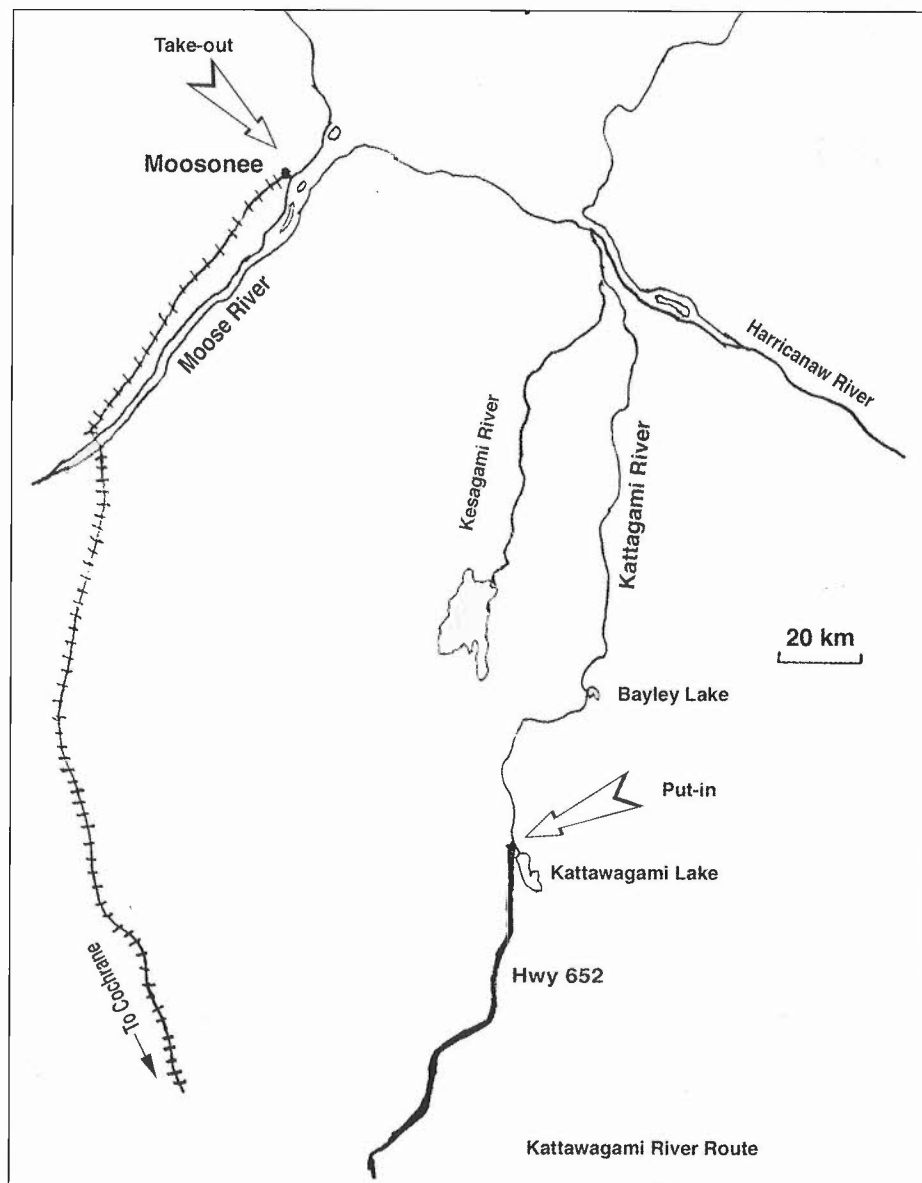 Take-out
Moosonee
Moose River
Harricanaw River
Kesagami River
Kattagami River
20 km
Bayley Lake
Put-in
Kattawagami Lake
Hwy 652
To Cochrane
Kattawagami River Route